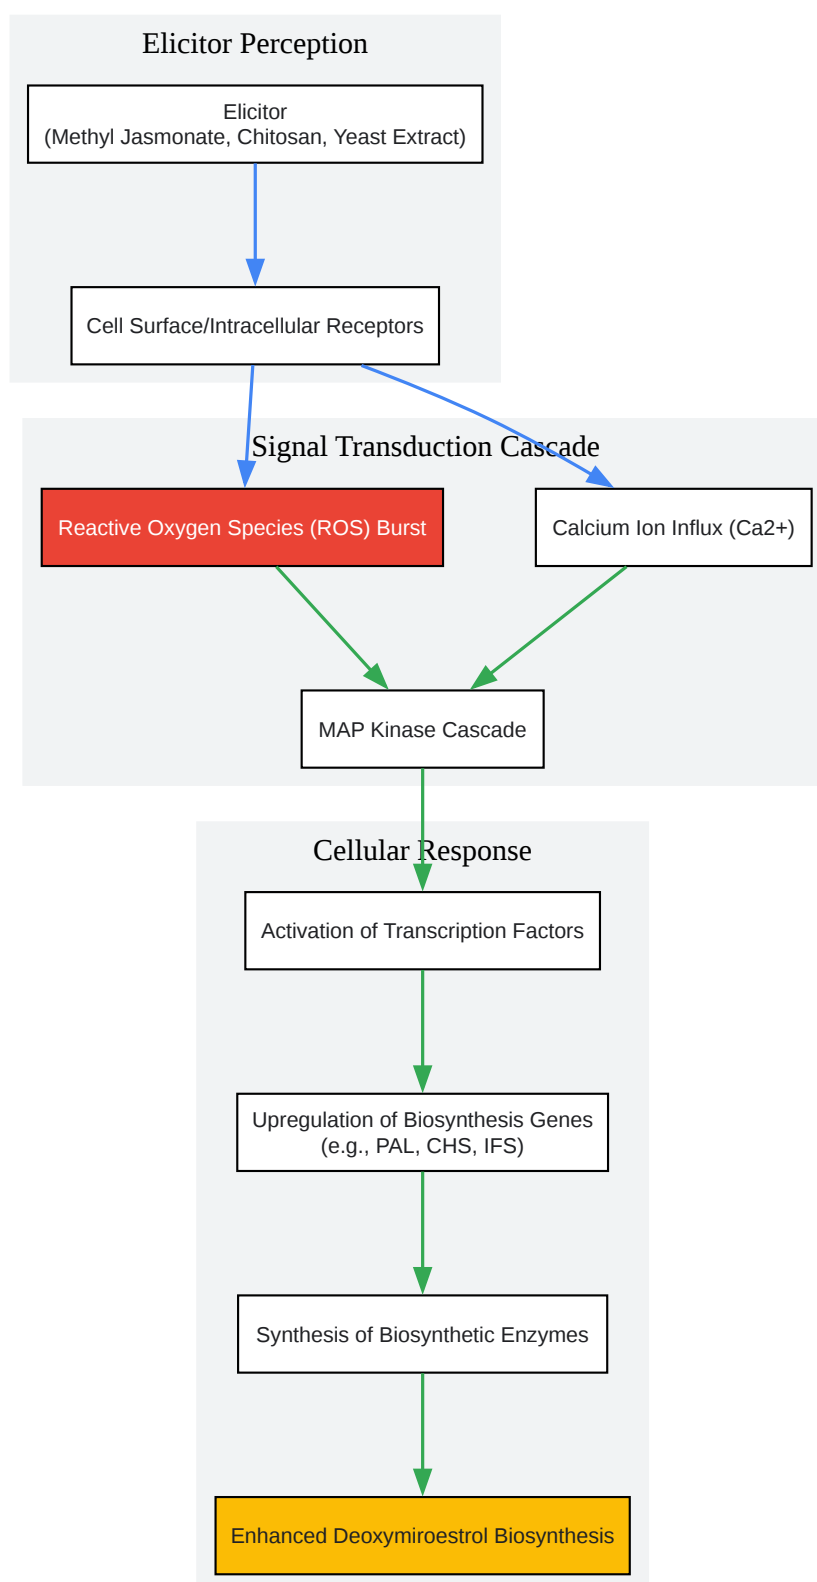 Elicitor Perception
Elicitor
(Methyl Jasmonate, Chitosan, Yeast Extract)
Cell Surface/Intracellular Receptors
Signal Transduction Cascade
Reactive Oxygen Species (ROS) Burst
Calcium Ion Influx (Ca2+)
MAP Kinase Cascade
Cellular Response
Activation of Transcription Factors
Upregulation of Biosynthesis Genes
(e.g., PAL, CHS, IFS)
Synthesis of Biosynthetic Enzymes
Enhanced Deoxymiroestrol Biosynthesis